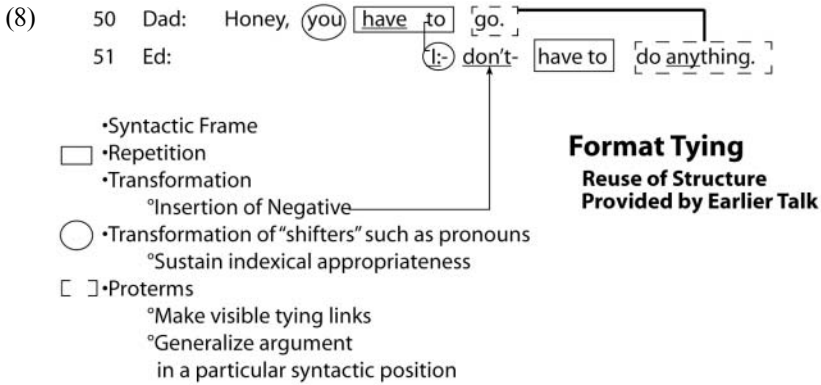 (8) 50 Dad: Honey, you have to go.
51 Ed: I:- don't- have to do anything.
•Syntactic Frame
•Repetition
•Transformation
°Insertion of Negative
•Transformation of "shifters" such as pronouns
°Sustain indexical appropriateness
•Proterms
°Make visible tying links
°Generalize argument
in a particular syntactic position
Format Tying
Reuse of Structure
Provided by Earlier Talk